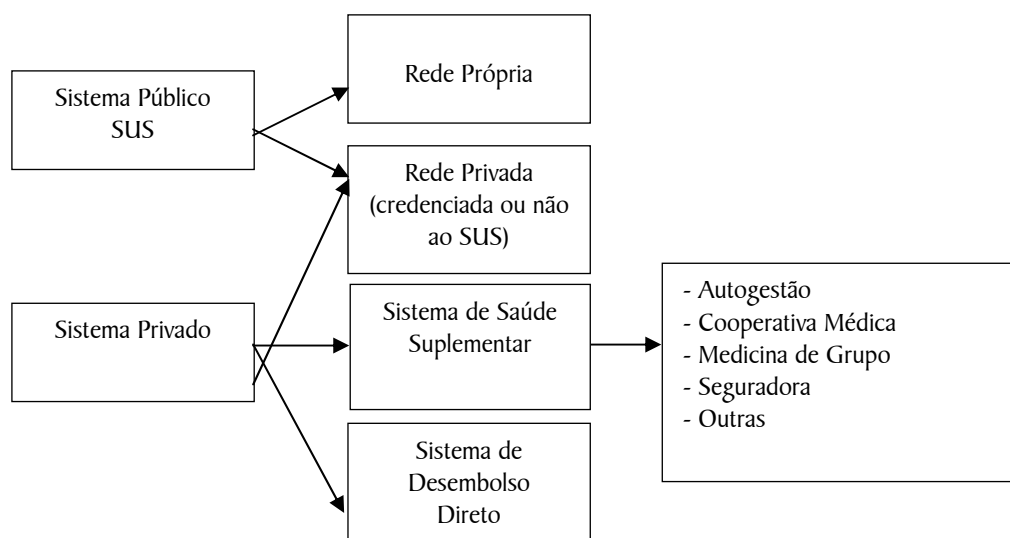 Sistema Público
SUS
Rede Própria
Rede Privada
(credenciada ou não
ao SUS)
Sistema Privado
Sistema de Saúde
Suplementar
- Autogestão
- Cooperativa Médica
- Medicina de Grupo
- Seguradora
- Outras
Sistema de
Desembolso
Direto